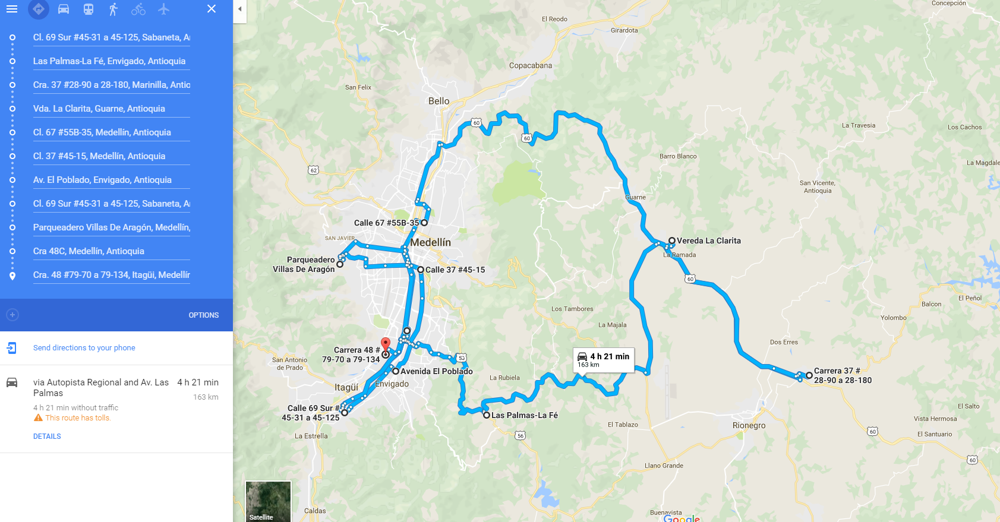 Cl. 69 Sur #45-31 a 45-125, Sabaneta, A
Las Palmas-La Fé, Envigado, Antioquia
Cra. 37 #28-90 a 28-180, Marinilla, Antio
Vda. La Clarita, Guarne, Antioquia
Cl. 67 #55B-35, Medellín, Antioquia
Cl. 37 #45-15, Medellín, Antioquia
Av. El Poblado, Envigado, Antioquia
Cl. 69 Sur #45-31 a 45-125, Sabaneta, A
Parqueadero Villas De Aragón, Medellín,
Cra 48C, Medellín, Antioquia
Cra. 48 #79-70 a 79-134, Itagüi, Medellín
OPTIONS
Send directions to your phone
via Autopista Regional and Av. Las
Palmas
4 h 21 min
163 km
4 h 21 min without traffic
This route has tolls.
DETAILS
Concepción
El Reodo
Girardota
Copacabana
San Felix
Bello
60
60
La Travesia
Los Cachos
Barro Blanco
La Magdale
62
San Vicente,
Antioquia
Guarne
Calle 67 #55B-35
SAN JAVIER
Medellín
Vereda La Clarita
La Ramada
Parqueadero
Villas De Aragón
Calle 37 #45-15
60
El Peñol
Balcon
Los Tambores
Yolombo
La Majala
Dos Erres
Carrera 48 #
79-70 a 79-134
4 h 21 min
163 km
San Antonio
de Prado
53
Avenida El Poblado
La Rubiela
Carrera 37 #
28-90 a 28-180
Itagüí
Envigado
Calle 69 Sur #
45-31 a 45-125
Las Palmas-La Fé
El Salto
Vista Hermosa
El Tablazo
Rionegro
60
El Santuario
La Estrella
56
60
Llano Grande
Caldas
Buenavista
Satellite
Google